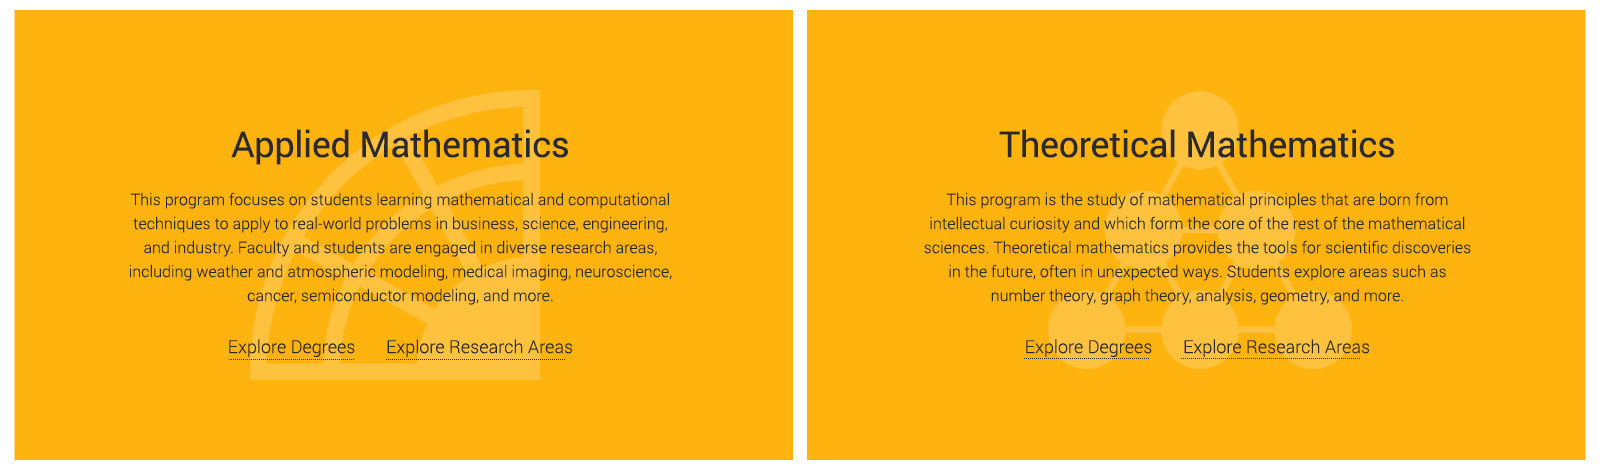 Applied Mathematics
This program focuses on students learning mathematical and computational
techniques to apply to real-world problems in business, science, engineering,
and industry. Faculty and students are engaged in diverse research areas,
including weather and atmospheric modeling, medical imaging, neuroscience,
cancer, semiconductor modeling, and more.
Explore Degrees
Explore Research Areas
Theoretical Mathematics
This program is the study of mathematical principles that are born from
intellectual curiosity and which form the core of the rest of the mathematical
sciences. Theoretical mathematics provides the tools for scientific discoveries
in the future, often in unexpected ways. Students explore areas such as
number theory, graph theory, analysis, geometry, and more.
Explore Degrees
Explore Research Areas